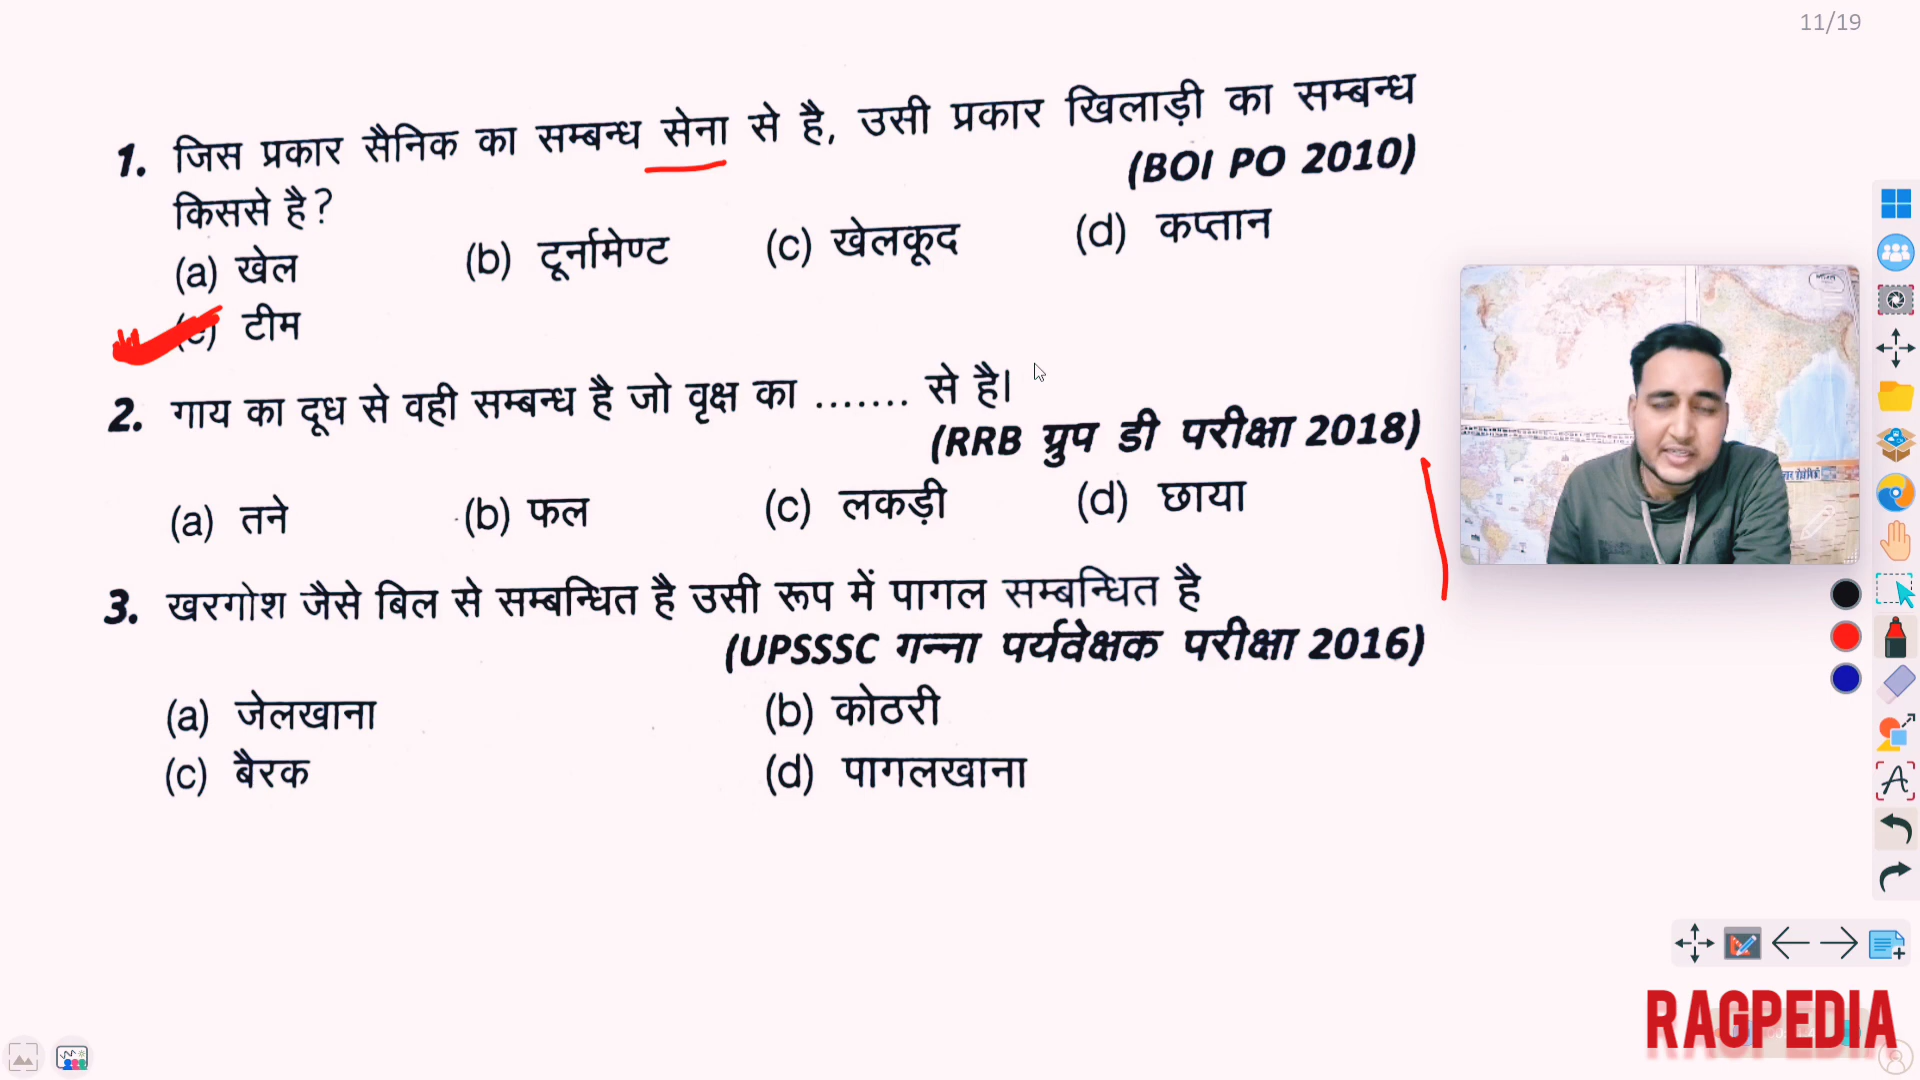 11/19
1. जिस प्रकार सैनिक का सम्बन्ध सेना से है, उसी प्रकार खिलाड़ी का सम्बन्ध
किससे है?
(BOI PO 2010)
(a) खेल (b) टूर्नामेण्ट (c) खेलकूद (d) कप्तान
(e) टीम
2. गाय का दूध से वही सम्बन्ध है जो वृक्ष का ....... से है।
(RRB ग्रुप डी परीक्षा 2018)
(a) तने (b) फल (c) लकड़ी (d) छाया
3. खरगोश जैसे बिल से सम्बन्धित है उसी रूप में पागल सम्बन्धित है
(UPSSSC गन्ना पर्यवेक्षक परीक्षा 2016)
(a) जेलखाना (b) कोठरी
(c) बैरक (d) पागलखाना
RAGPEDIA